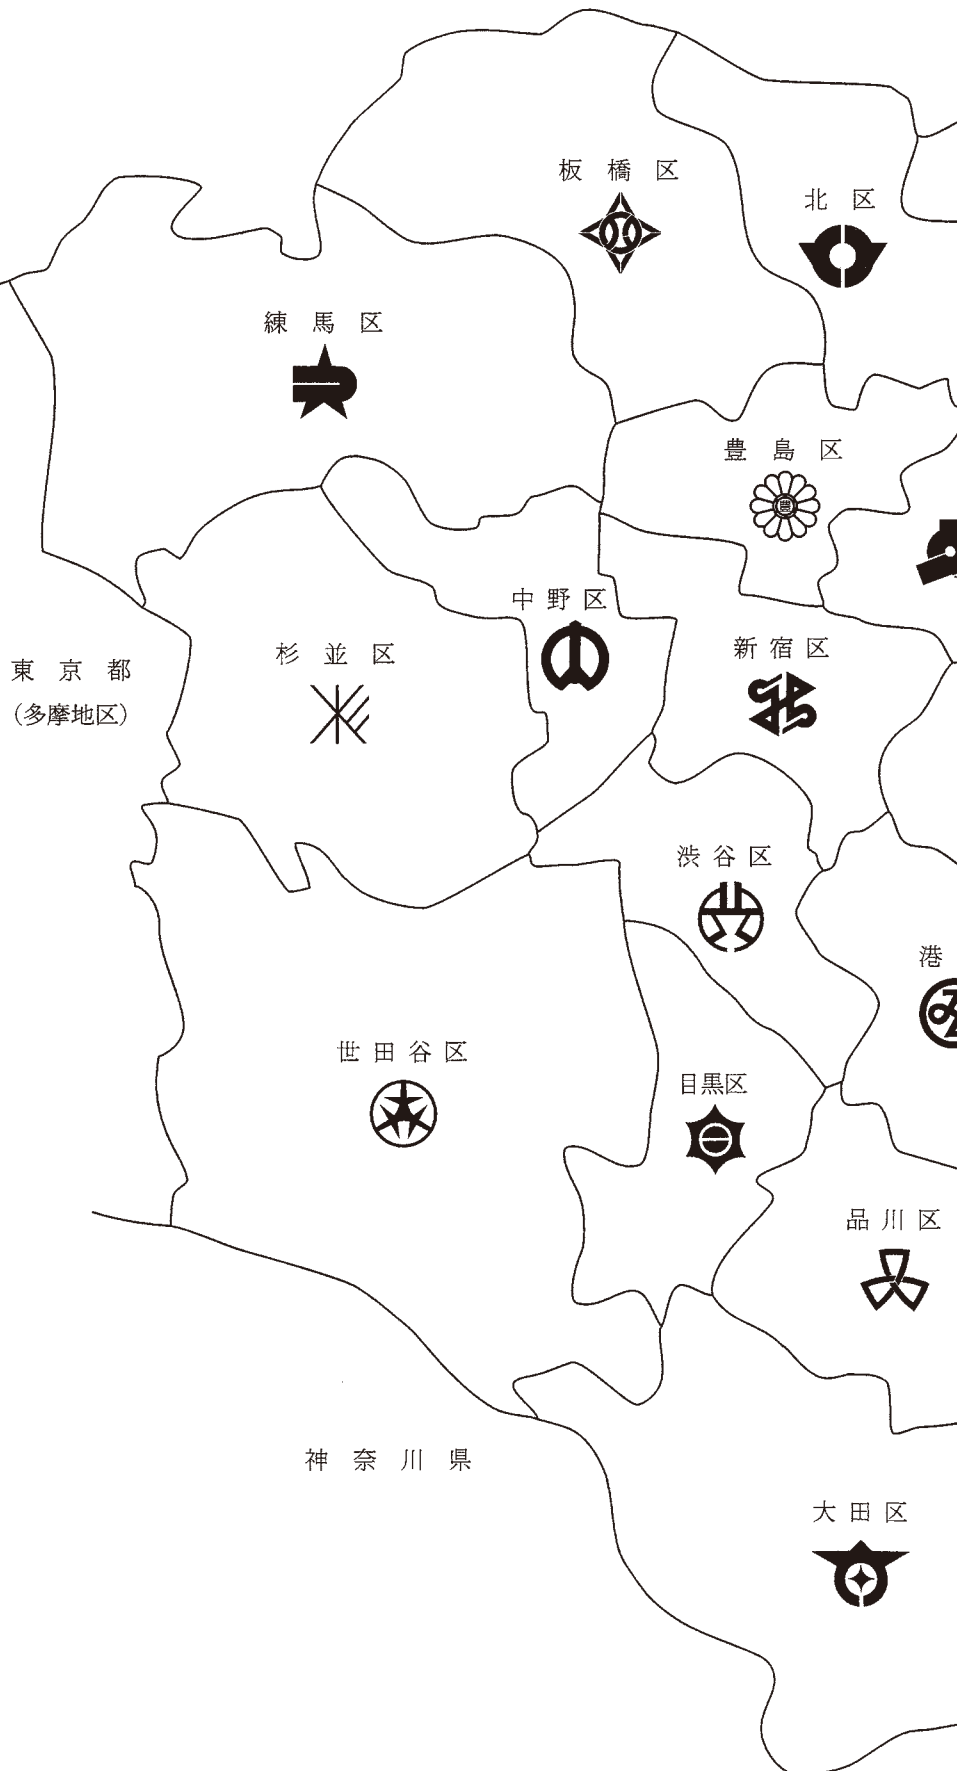 板橋区
北区
練馬区
豊島区
中野区
新宿区
杉並区
東京都
(多摩地区)
渋谷区
港
世田谷区
目黒区
品川区
神奈川県
大田区